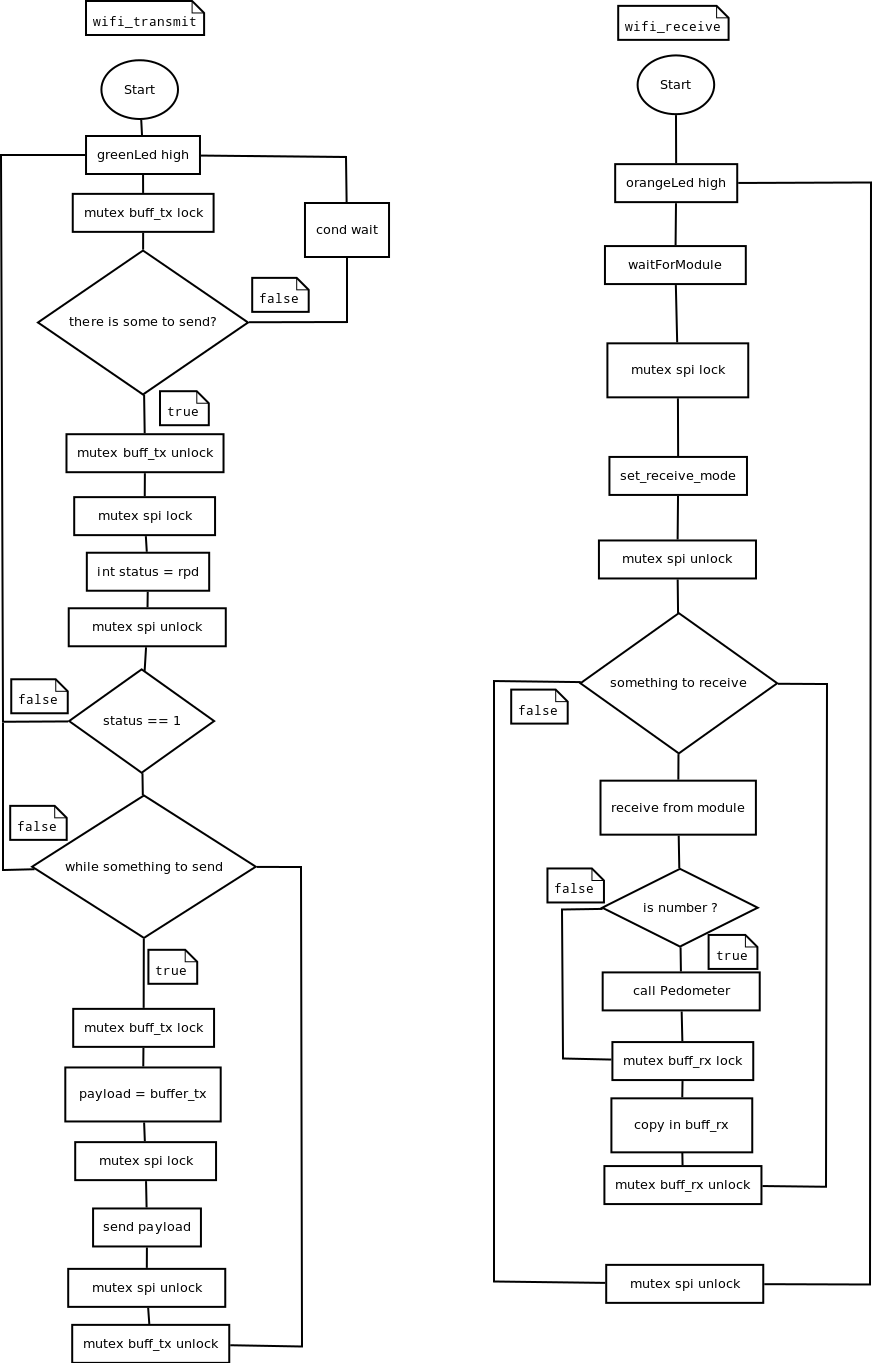 wifi_transmit
Start
greenLed high
mutex buff_tx lock
cond wait
there is some to send?
false
true
mutex buff_tx unlock
mutex spi lock
int status = rpd
mutex spi unlock
false
status == 1
false
while something to send
true
mutex buff_tx lock
payload = buffer_tx
mutex spi lock
send payload
mutex spi unlock
mutex buff_tx unlock
wifi_receive
Start
orangeLed high
waitForModule
mutex spi lock
set_receive_mode
mutex spi unlock
something to receive
false
receive from module
false
is number ?
true
call Pedometer
mutex buff_rx lock
copy in buff_rx
mutex buff_rx unlock
mutex spi unlock